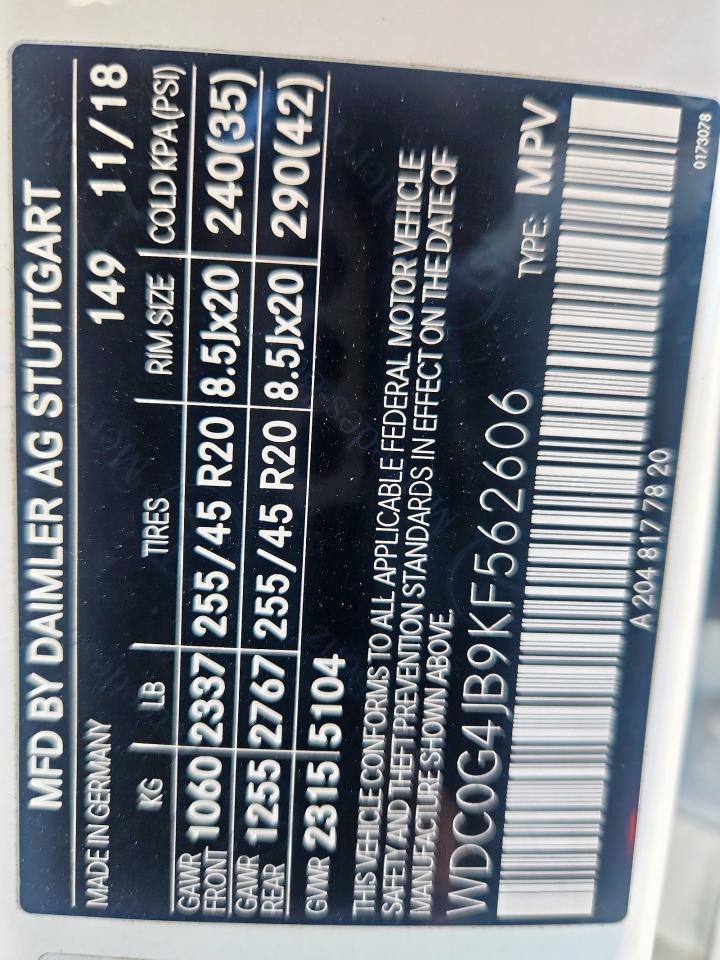 MFD BY DAIMLER AG STUTTGART
MADE IN GERMANY 149 11/18
KG LB TIRES RIM SIZE COLD KPA(PSI)
GAWR FRONT 1060 2337 255/45 R20 8.5Jx20 240(35)
GAWR REAR 1255 2767 255/45 R20 8.5Jx20 290(42)
GVWR 2315 5104
THIS VEHICLE CONFORMS TO ALL APPLICABLE FEDERAL MOTOR VEHICLE
SAFETY AND THEFT PREVENTION STANDARDS IN EFFECT ON THE DATE OF
MANUFACTURE SHOWN ABOVE.
WDC0G4JB9KF562606 TYPE: MPV
A 204 817 78 20
0173078